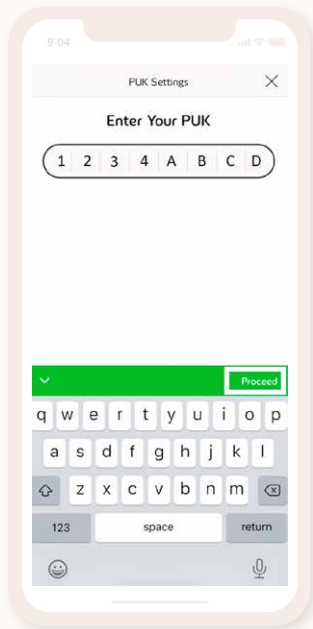 9:04
PUK Settings
Enter Your PUK
1 2 3 4 A B C D
Proceed
q w e r t y u i o p
a s d f g h j k l
z x c v b n m
123 space return